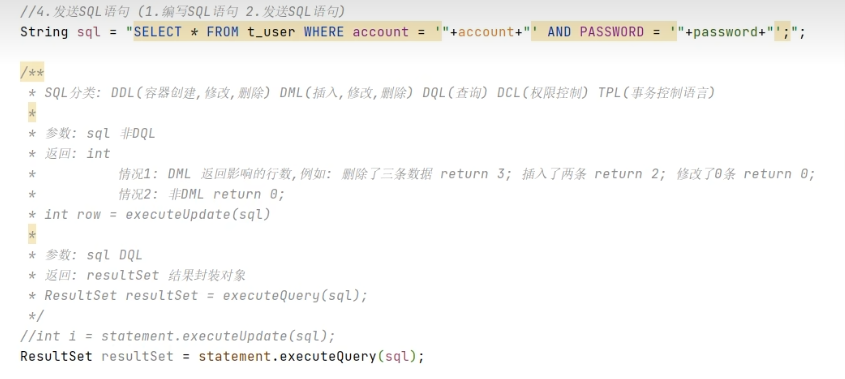 //4.发送SQL语句 (1.编写SQL语句 2.发送SQL语句)
String sql = "SELECT * FROM t_user WHERE account = '"+account+"' AND PASSWORD = '"+password+"';";
/**
* SQL分类: DDL(容器创建,修改,删除) DML(插入,修改,删除) DQL(查询) DCL(权限控制) TPL(事务控制语言)
*
* 参数: sql 非DQL
* 返回: int
* 情况1: DML 返回影响的行数,例如: 删除了三条数据 return 3; 插入了两条 return 2; 修改了0条 return 0;
* 情况2: 非DML return 0;
* int row = executeUpdate(sql)
*
* 参数: sql DQL
* 返回: resultSet 结果封装对象
* ResultSet resultSet = executeQuery(sql);
*/
//int i = statement.executeUpdate(sql);
ResultSet resultSet = statement.executeQuery(sql);